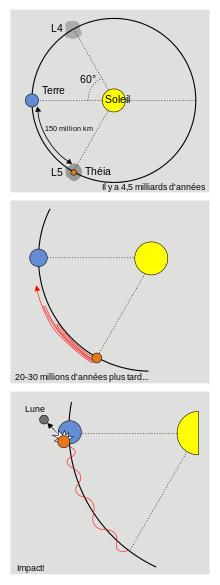 L4
60°
Terre
Soleil
150 million km
L5 Théia
Il y a 4,5 milliards d'années
20-30 millions d'années plus tard...
Lune
Impact!